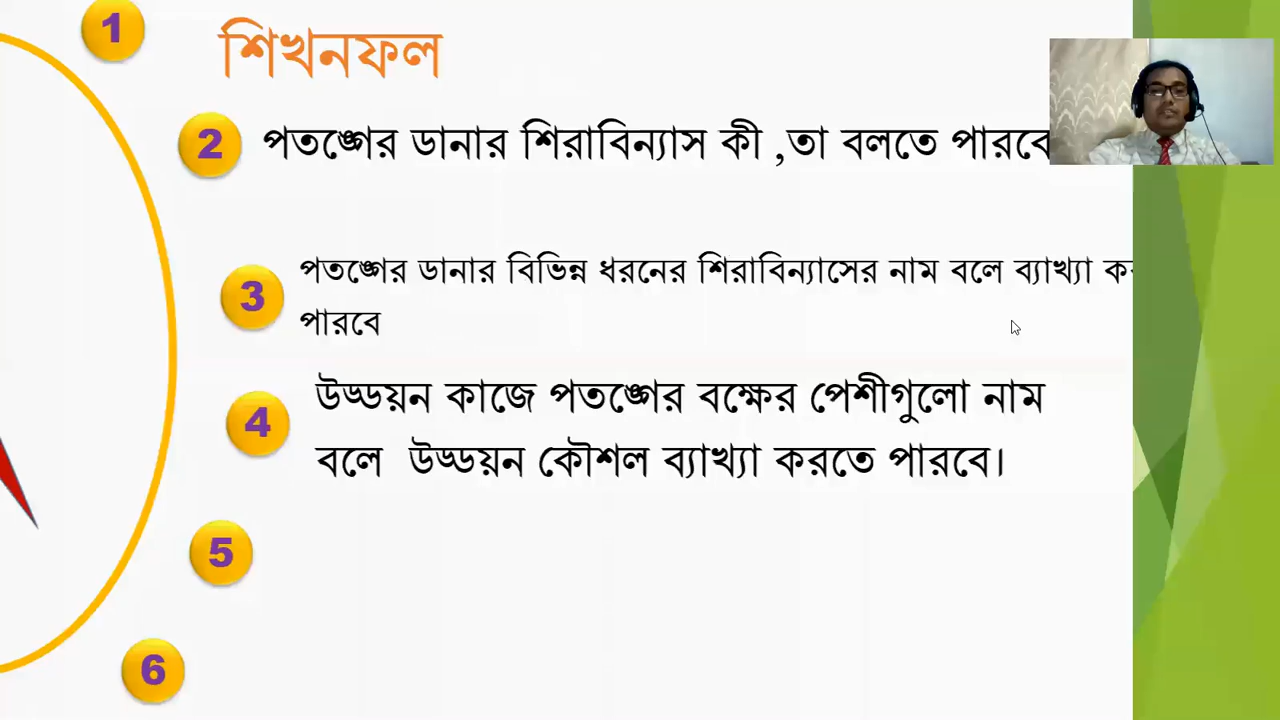 1
শিখনফল
2
পতঙ্গের ডানার শিরাবিন্যাস কী ,তা বলতে পারবে
3
পতঙ্গের ডানার বিভিন্ন ধরনের শিরাবিন্যাসের নাম বলে ব্যাখ্যা
পারবে
4
উড্ডয়ন কাজে পতঙ্গের বক্ষের পেশীগুলো নাম
বলে উড্ডয়ন কৌশল ব্যাখ্যা করতে পারবে।
5
6